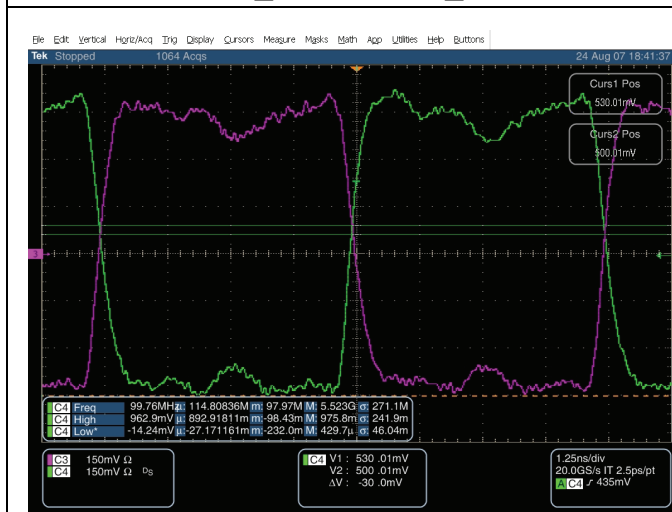 File Edit Vertical Horiz/Acq Trig Display Cursors Measure Masks Math App Utilities Help Buttons
Tek Stopped 1064 Acqs 24 Aug 07 18:41:37
Curs1 Pos
530.01mV
Curs2 Pos
500.01mV
3
C4 Freq 99.76MHz µ: 114.80836M m: 97.97M M: 5.523G σ: 271.1M
C4 High 962.9mV µ: 892.91811m m: -98.43m M: 975.8m σ: 241.9m
C4 Low* -14.24mV µ: -27.171161m m: -232.0m M: 429.7µ σ: 46.04m
C3 150mV Ω
C4 150mV Ω Ds
C4 V1 : 530 .01mV
V2 : 500 .01mV
ΔV : -30 .0mV
1.25ns/div
20.0GS/s IT 2.5ps/pt
A C4 ƒ 435mV